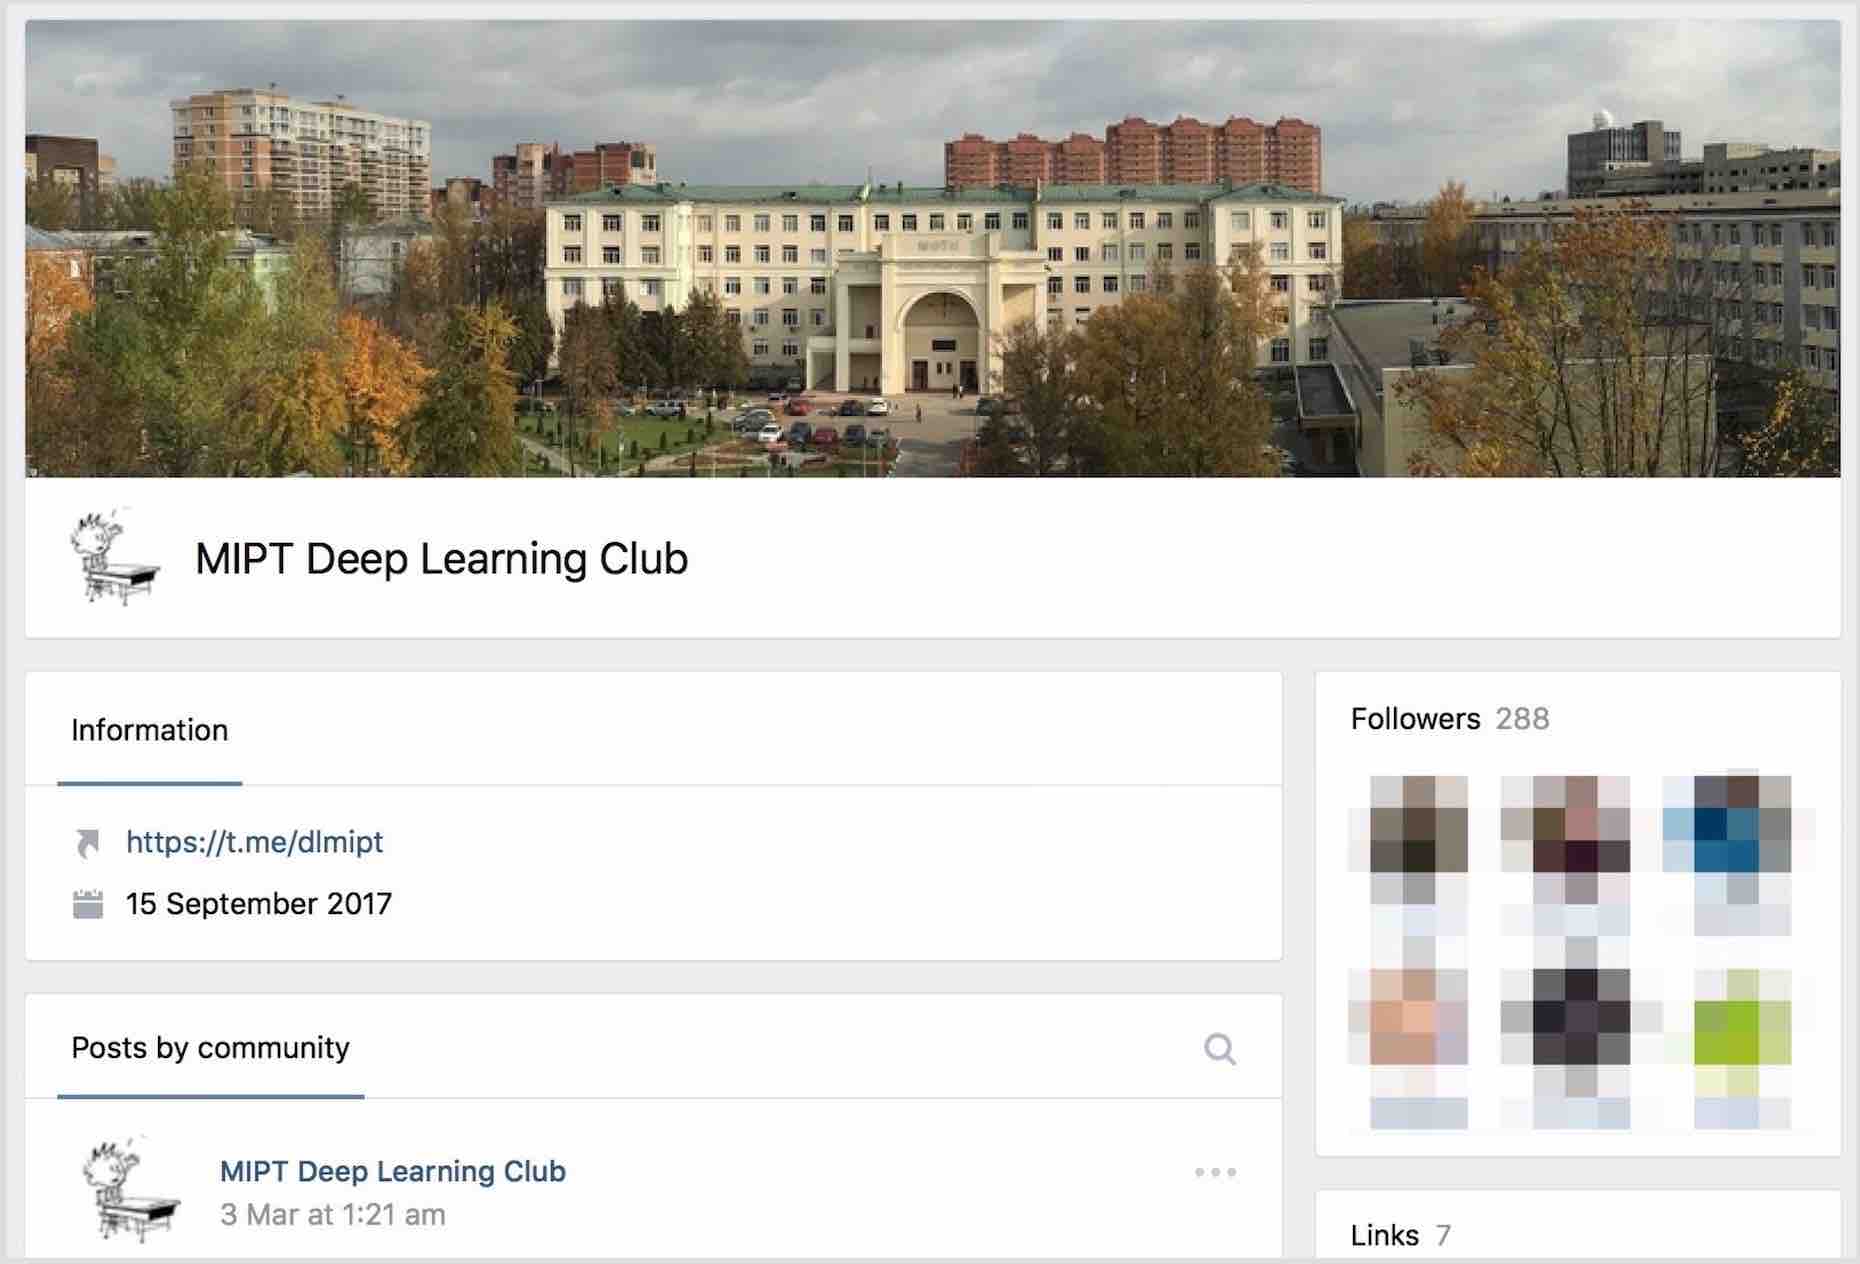 МФТИ
MIPT Deep Learning Club
Information
https://t.me/dlmipt
15 September 2017
Posts by community
MIPT Deep Learning Club
3 Mar at 1:21 am
Followers 288
Links 7